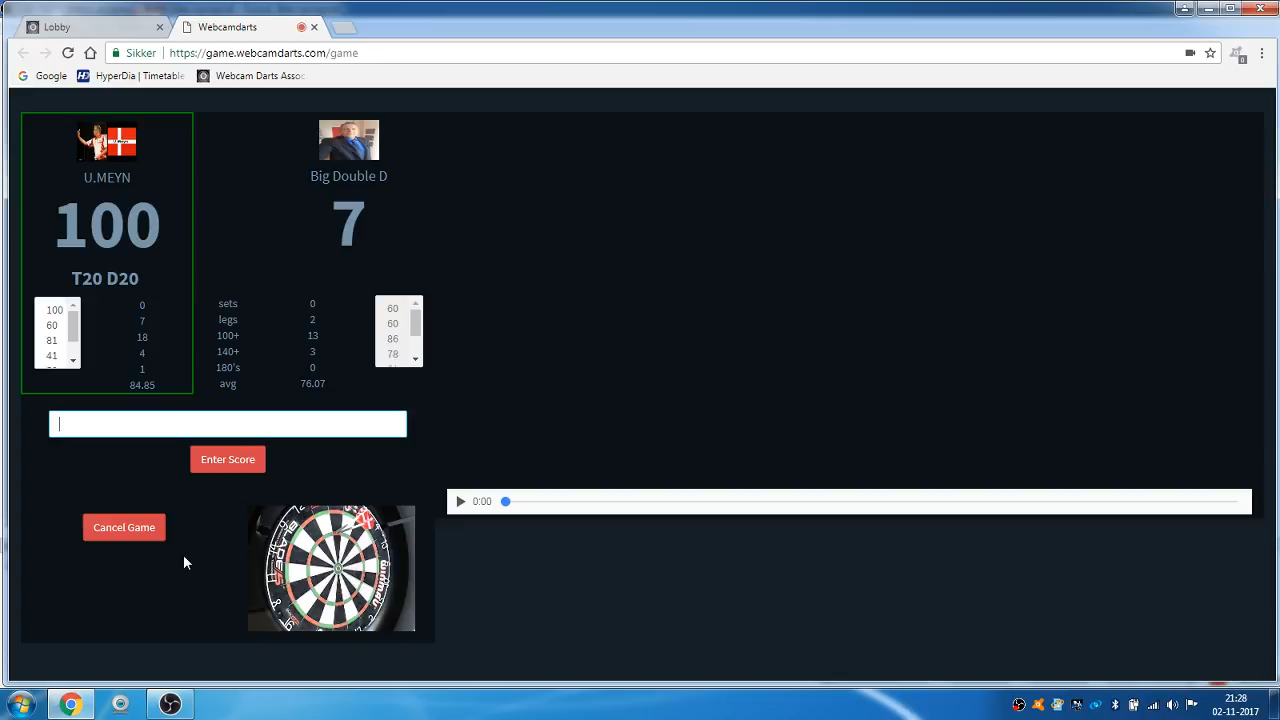 Lobby
Webcamdarts
Sikker https://game.webcamdarts.com/game
Google HyperDia | Timetable Webcam Darts Assoc
U.MEYN
100
T20 D20
Big Double D
7
100
60
81
41
0 sets 0
7 legs 2
18 100+ 13
4 140+ 3
1 180's 0
84.85 avg 76.07
60
60
86
78
Enter Score
Cancel Game
0:00
BLADE
21:28
02-11-2017